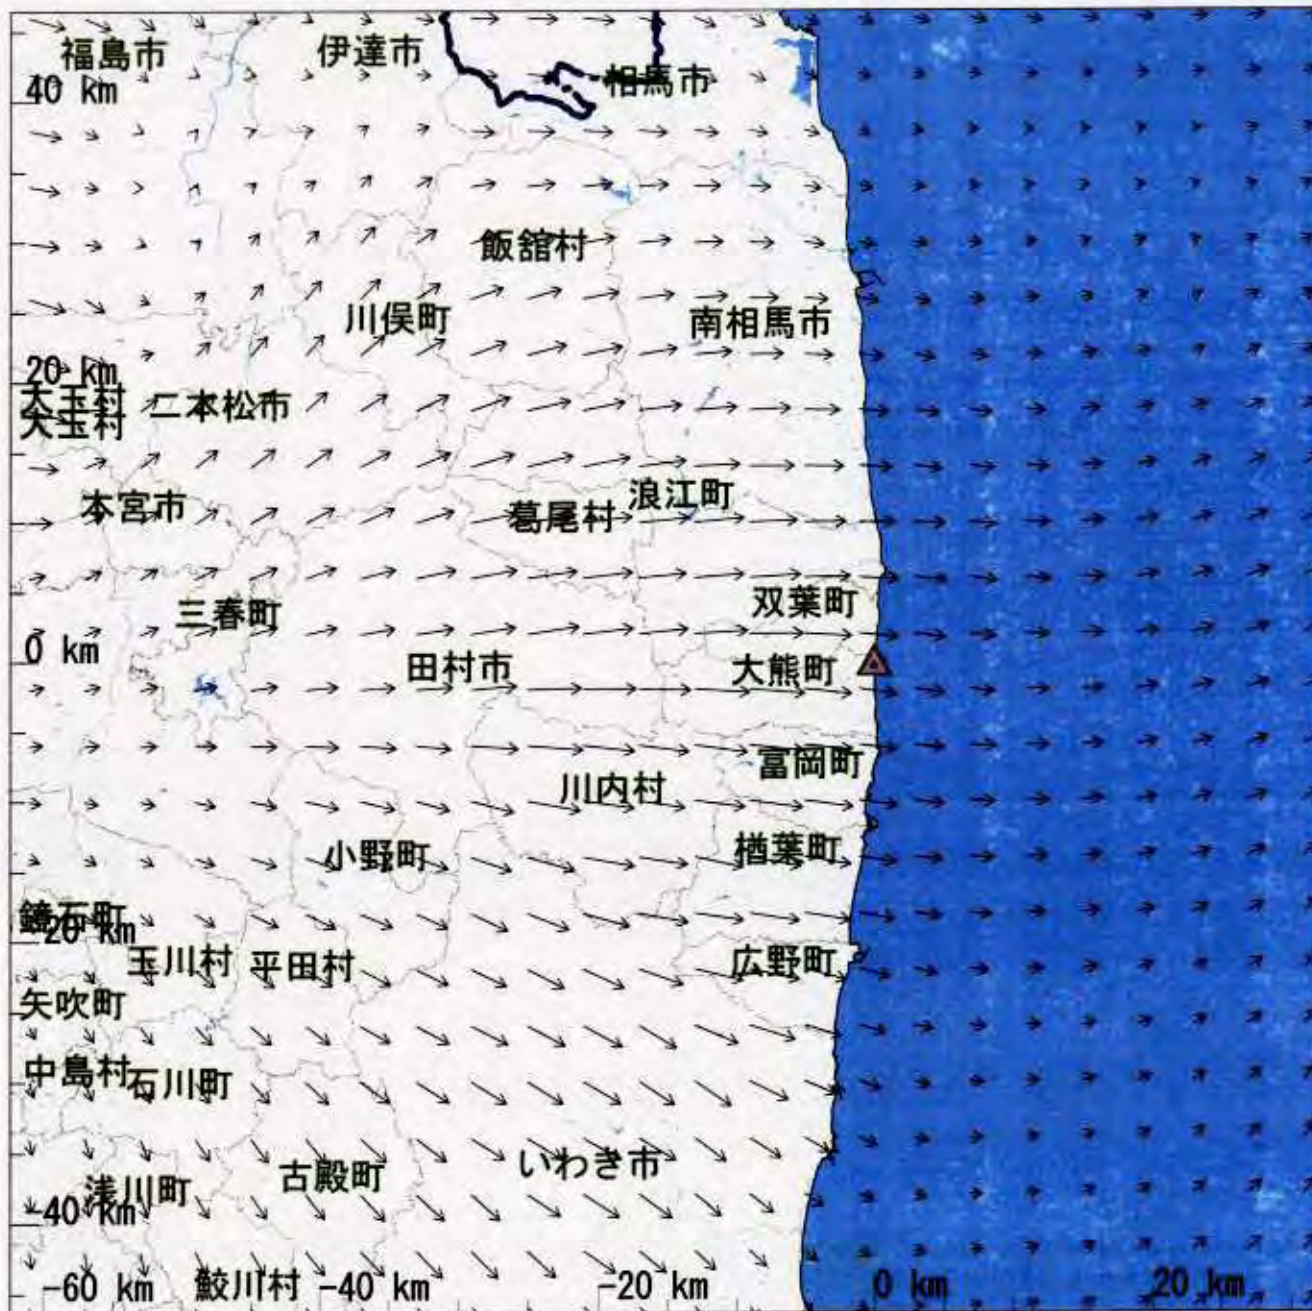 福島市
伊達市
相馬市
40 km
飯舘村
川俣町
南相馬市
20 km
大玉村
大玉村
二本松市
本宮市
葛尾村
浪江町
双葉町
三春町
0 km
田村市
大熊町
富岡町
川内村
小野町
楢葉町
鏡石町
-20 km
玉川村
平田村
広野町
矢吹町
中島村
石川町
古殿町
いわき市
浅川町
-40 km
-60 km
鮫川村
-40 km
-20 km
0 km
20 km